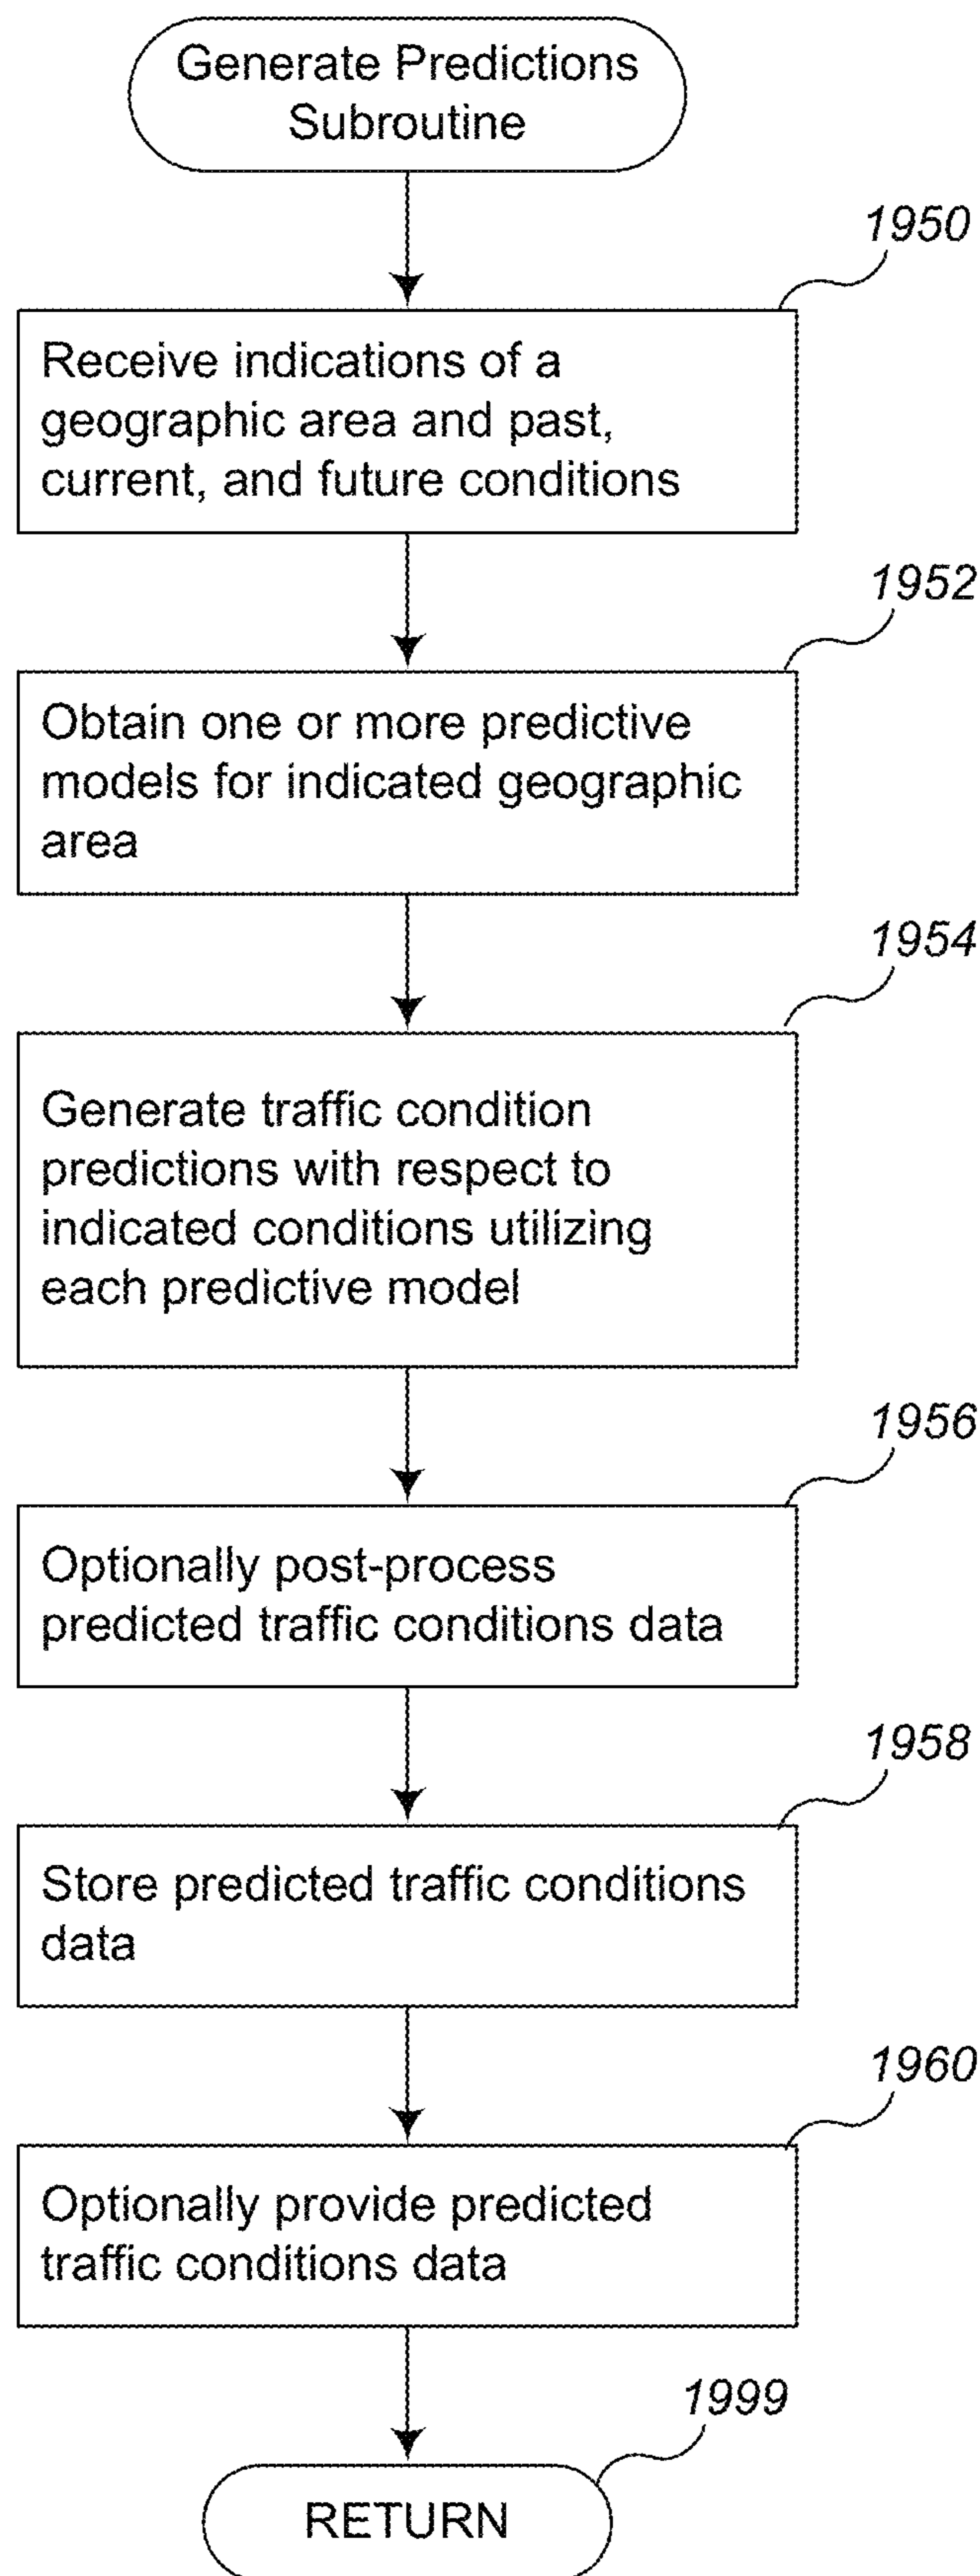 Generate Predictions
Subroutine
1950
Receive indications of a
geographic area and past,
current, and future conditions
1952
Obtain one or more predictive
models for indicated geographic
area
1954
Generate traffic condition
predictions with respect to
indicated conditions utilizing
each predictive model
1956
Optionally post-process
predicted traffic conditions data
1958
Store predicted traffic conditions
data
1960
Optionally provide predicted
traffic conditions data
1999
RETURN